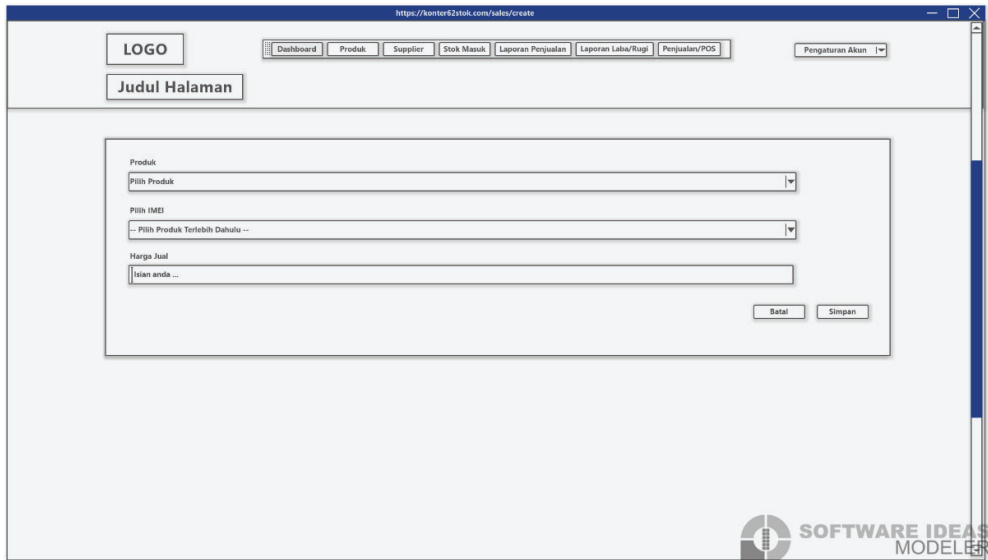 https://konter62stok.com/sales/create
LOGO
Dashboard Produk Supplier Stok Masuk Laporan Penjualan Laporan Laba/Rugi Penjualan/POS
Pengaturan Akun
Judul Halaman
Produk
Pilih Produk
Pilih IMEI
-- Pilih Produk Terlebih Dahulu --
Harga Jual
Isian anda ...
Batal Simpan
SOFTWARE IDEAS
MODELER